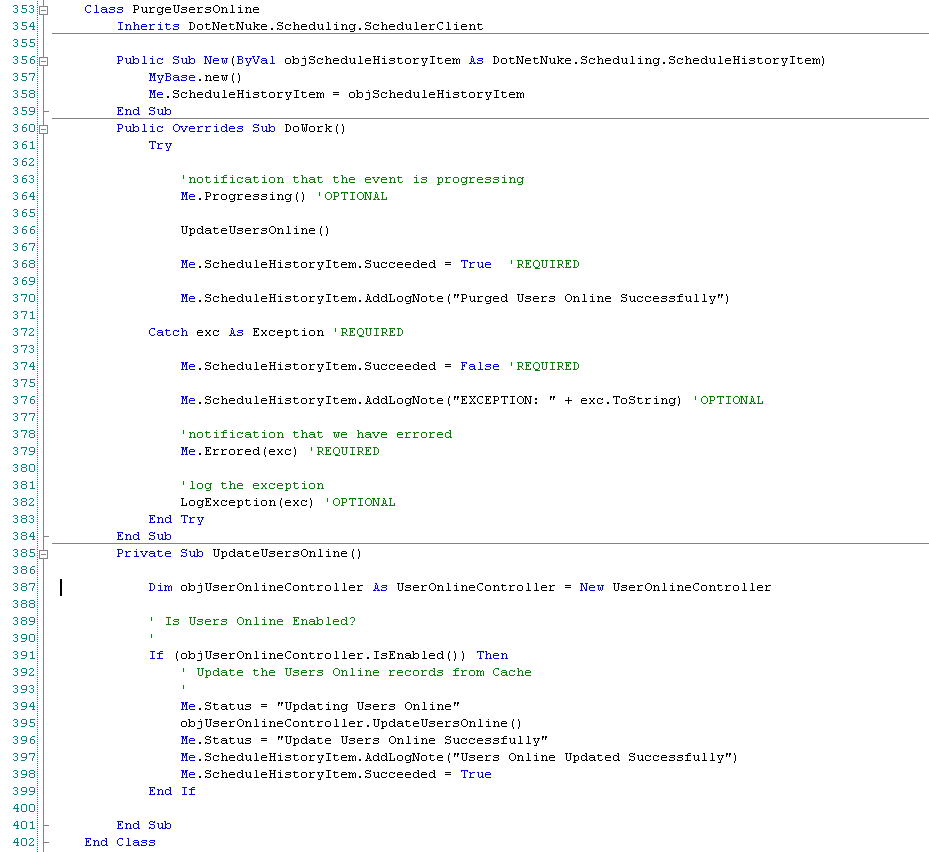 353 Class PurgeUsersOnline
354 Inherits DotNetNuke.Scheduling.SchedulerClient
355
356 Public Sub New(ByVal objScheduleHistoryItem As DotNetNuke.Scheduling.ScheduleHistoryItem)
357 MyBase.new()
358 Me.ScheduleHistoryItem = objScheduleHistoryItem
359 End Sub
360 Public Overrides Sub DoWork()
361 Try
362
363 'notification that the event is progressing
364 Me.Progressing() 'OPTIONAL
365
366 UpdateUsersOnline()
367
368 Me.ScheduleHistoryItem.Succeeded = True  'REQUIRED
369
370 Me.ScheduleHistoryItem.AddLogNote("Purged Users Online Successfully")
371
372 Catch exc As Exception 'REQUIRED
373
374 Me.ScheduleHistoryItem.Succeeded = False 'REQUIRED
375
376 Me.ScheduleHistoryItem.AddLogNote("EXCEPTION: " + exc.ToString) 'OPTIONAL
377
378 'notification that we have errored
379 Me.Errored(exc) 'REQUIRED
380
381 'log the exception
382 LogException(exc) 'OPTIONAL
383 End Try
384 End Sub
385 Private Sub UpdateUsersOnline()
386
387 Dim objUserOnlineController As UserOnlineController = New UserOnlineController
388
389 ' Is Users Online Enabled?
390 '
391 If (objUserOnlineController.IsEnabled()) Then
392 ' Update the Users Online records from Cache
393 '
394 Me.Status = "Updating Users Online"
395 objUserOnlineController.UpdateUsersOnline()
396 Me.Status = "Update Users Online Successfully"
397 Me.ScheduleHistoryItem.AddLogNote("Users Online Updated Successfully")
398 Me.ScheduleHistoryItem.Succeeded = True
399 End If
400
401 End Sub
402 End Class